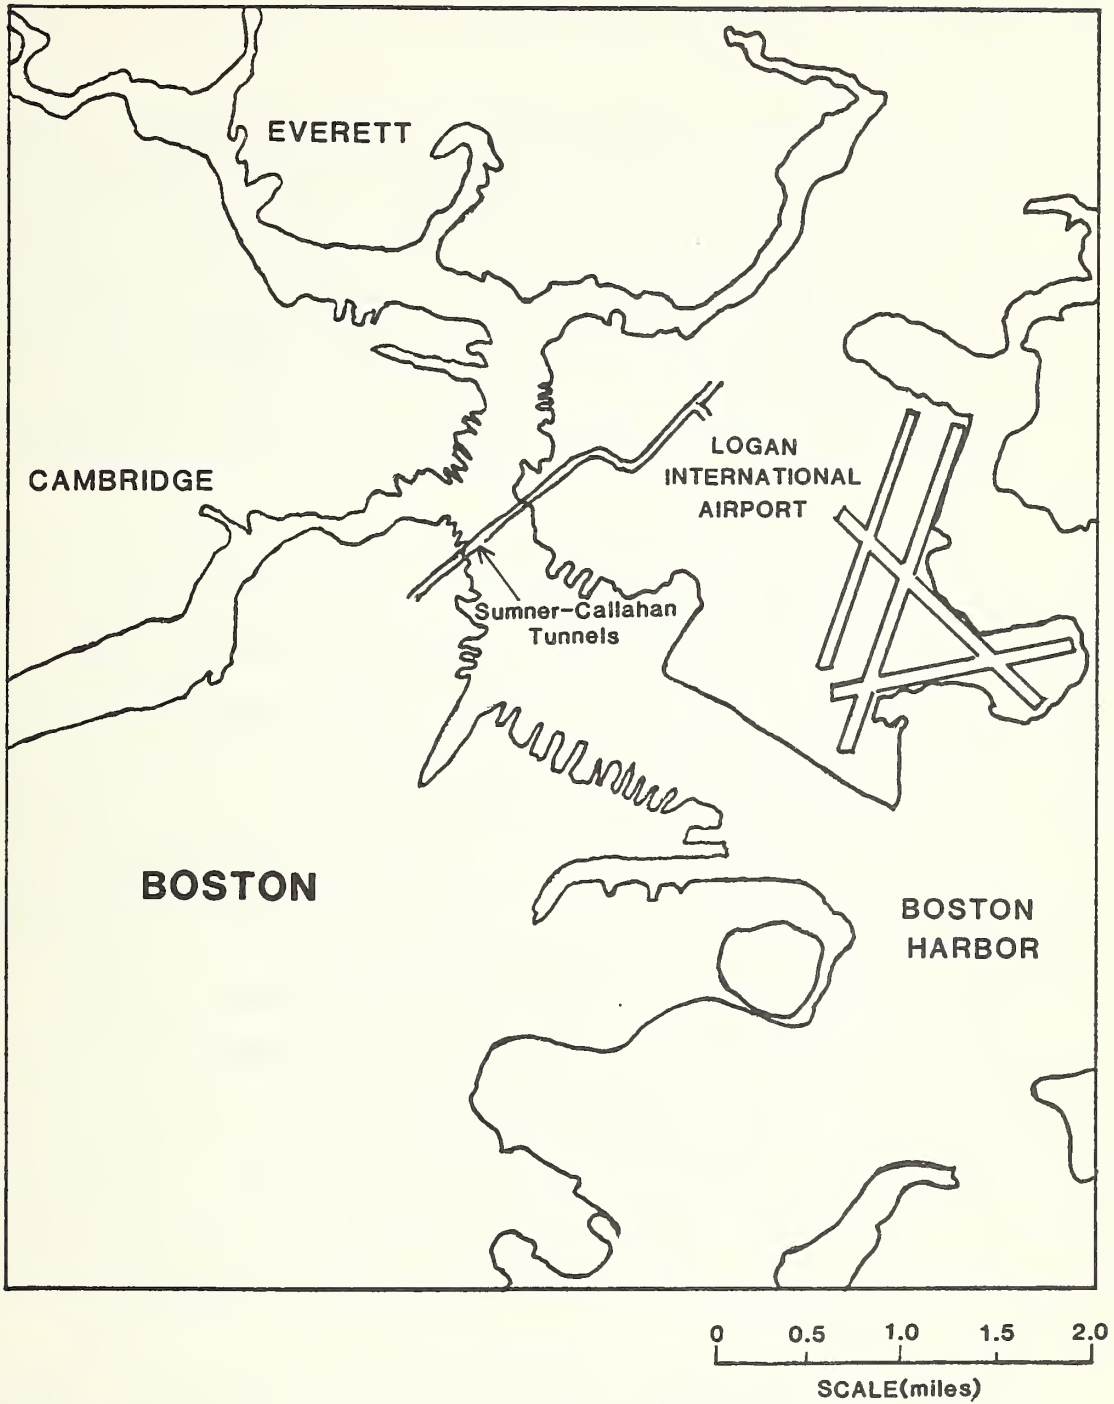 EVERETT
LOGAN
INTERNATIONAL
AIRPORT
CAMBRIDGE
Sumner-Callahan
Tunnels
BOSTON
BOSTON
HARBOR
0 0.5 1.0 1.5 2.0
SCALE(miles)